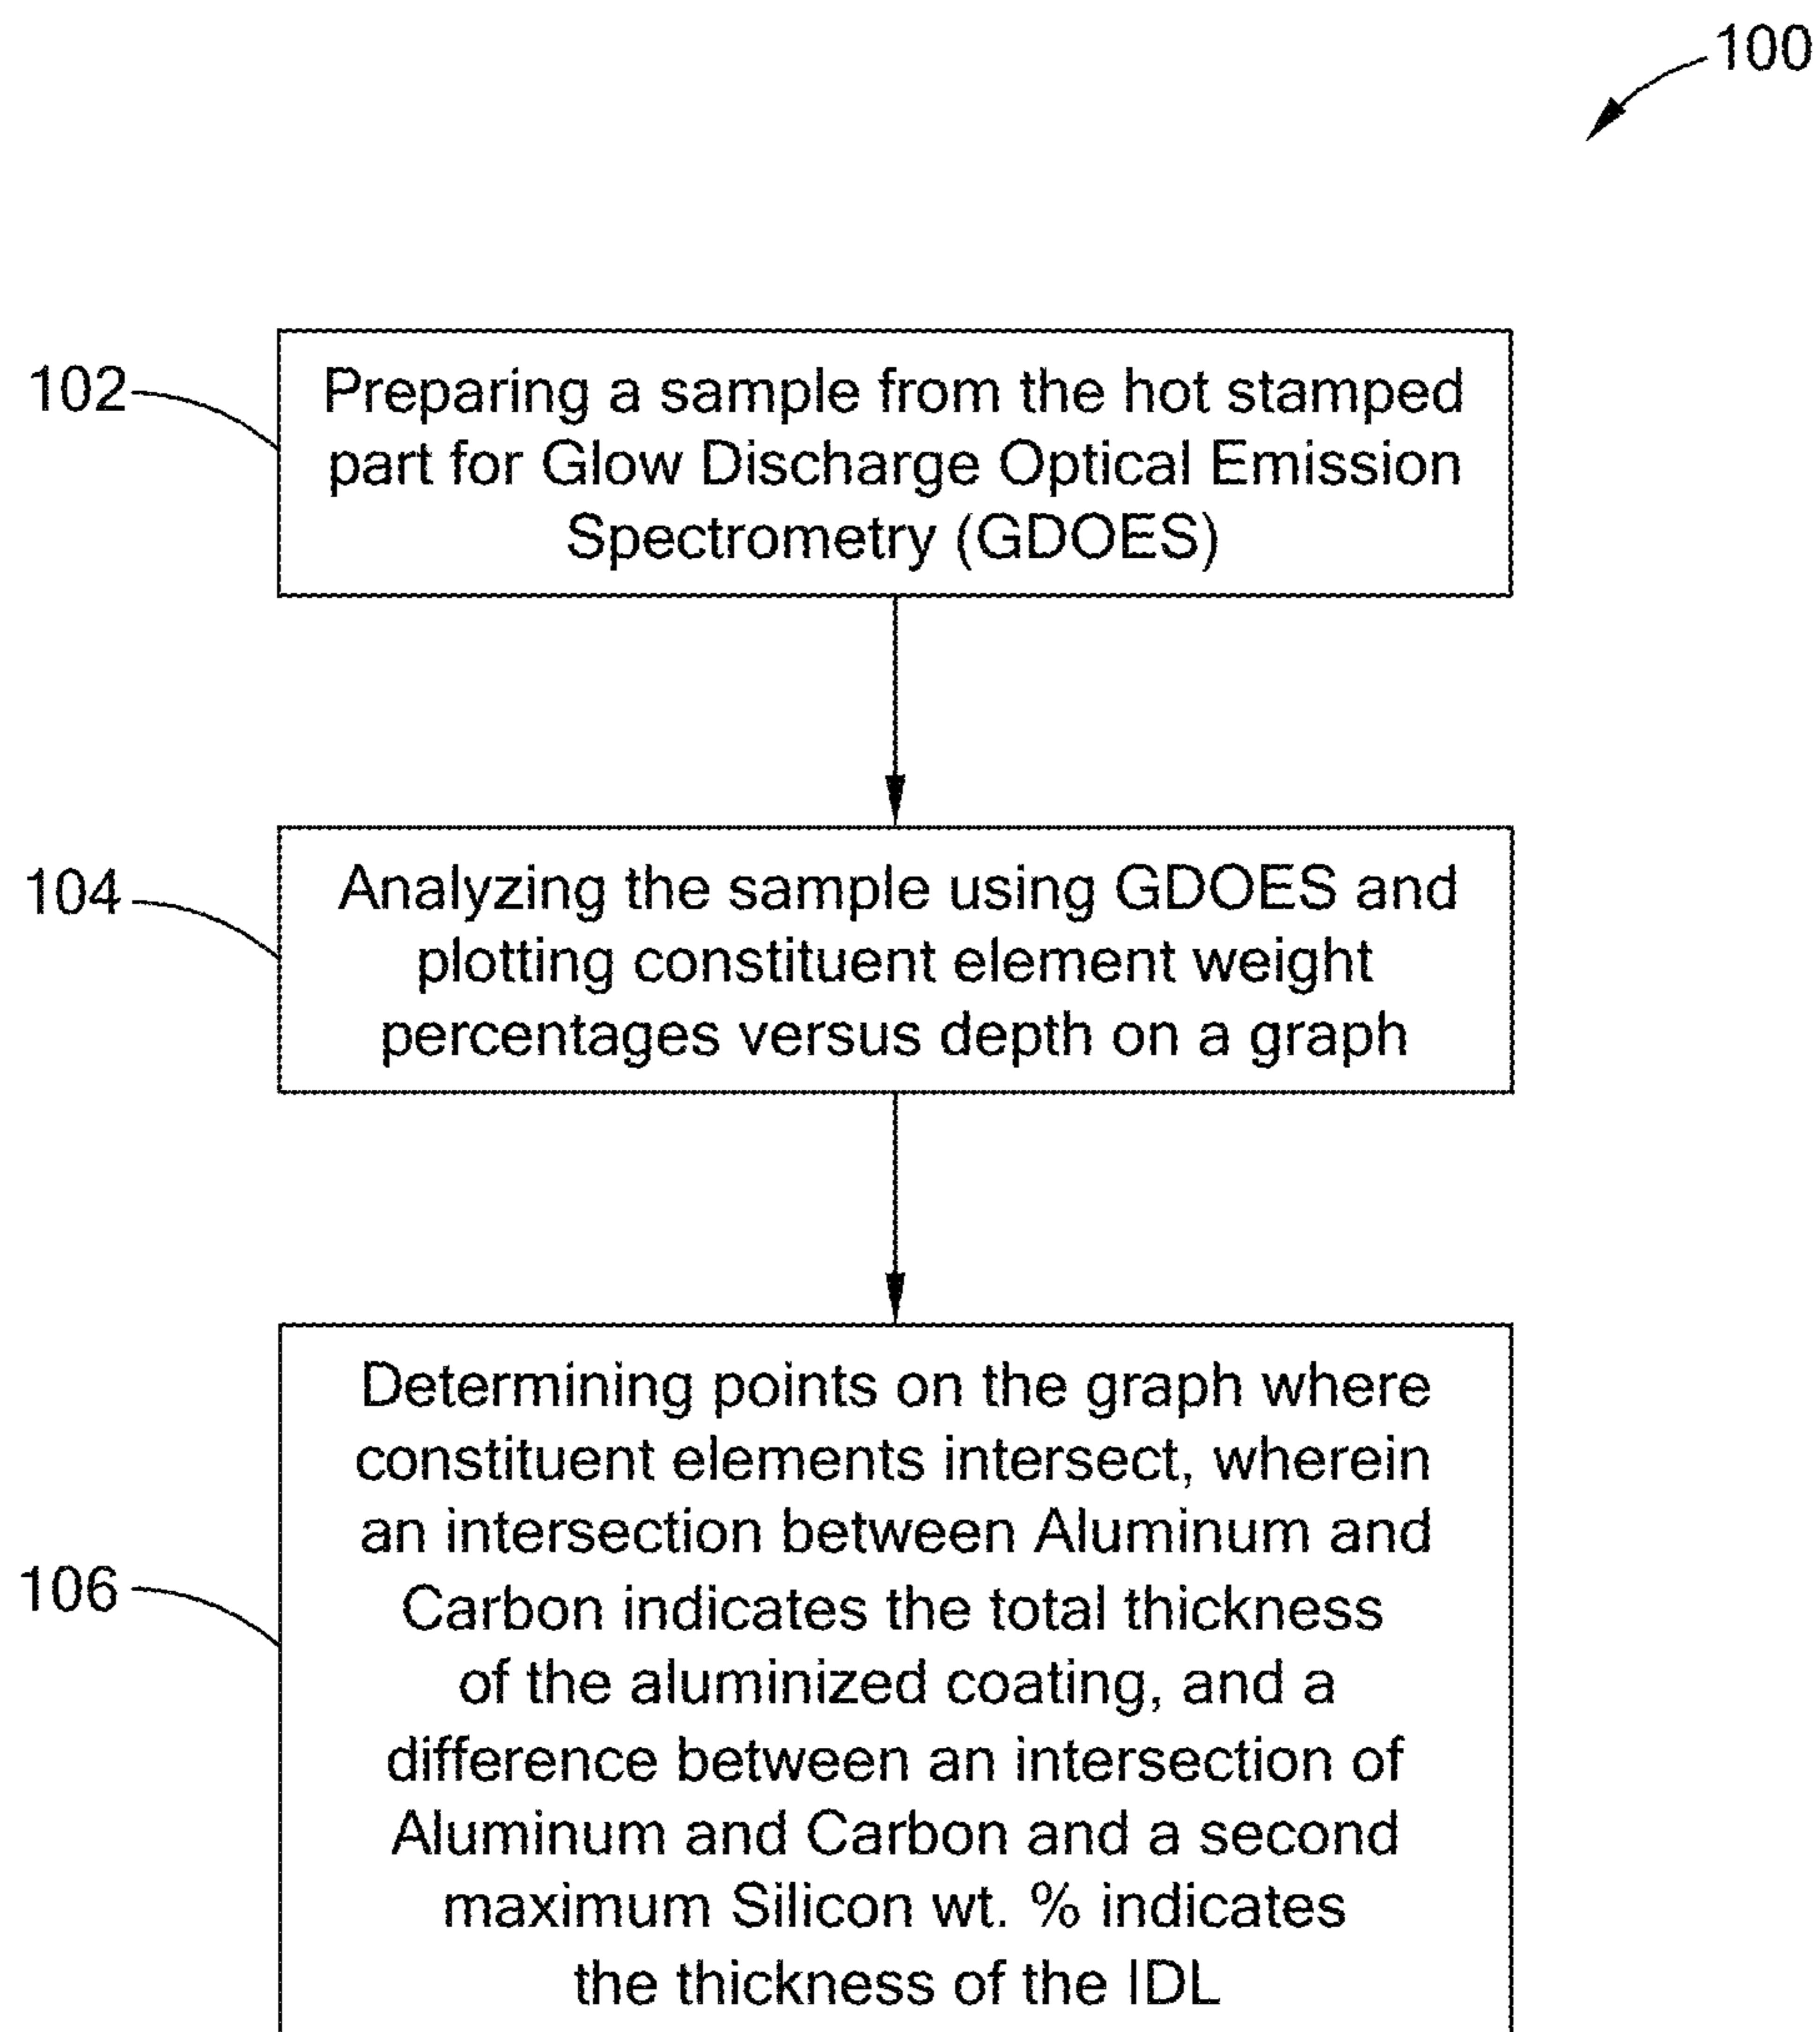 100
102
Preparing a sample from the hot stamped
part for Glow Discharge Optical Emission
Spectrometry (GDOES)
104
Analyzing the sample using GDOES and
plotting constituent element weight
percentages versus depth on a graph
106
Determining points on the graph where
constituent elements intersect, wherein
an intersection between Aluminum and
Carbon indicates the total thickness
of the aluminized coating, and a
difference between an intersection of
Aluminum and Carbon and a second
maximum Silicon wt. % indicates
the thickness of the IDL